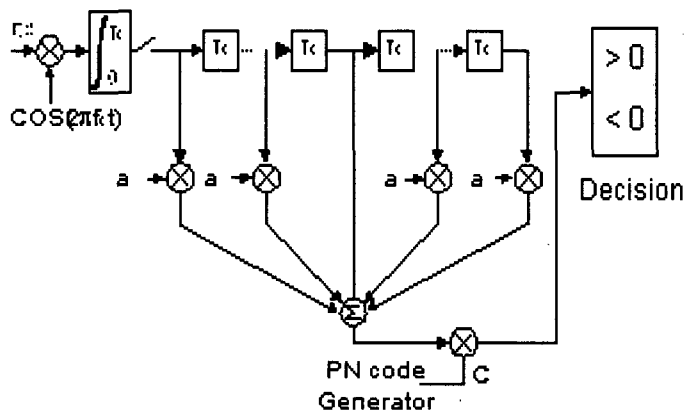 Tc
0
Tc
...
Tc
Tc
...
Tc
COS(2πfct)
a
a
a
a
> 0
< 0
Decision
Σ
PN code
Generator
C